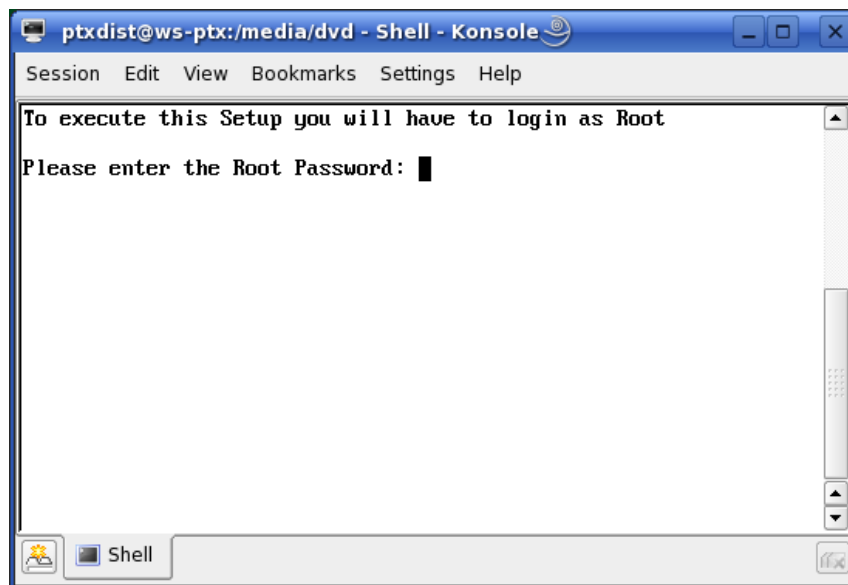 ptxdist@ws-ptx:/media/dvd - Shell - Konsole
Session Edit View Bookmarks Settings Help
To execute this Setup you will have to login as Root
Please enter the Root Password:
Shell